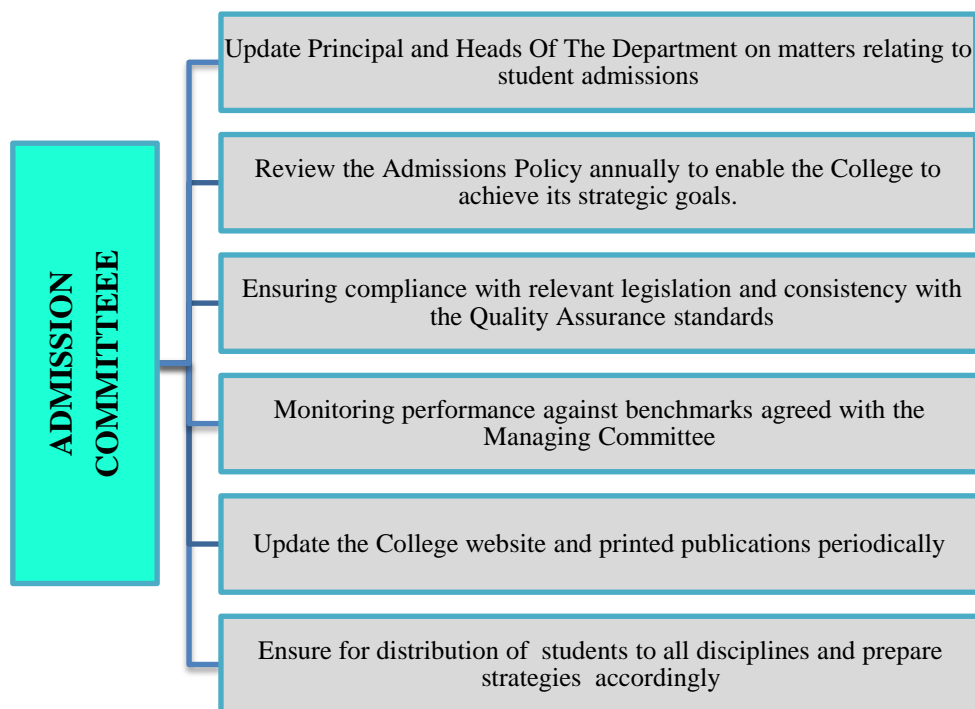 ADMISSION
COMMITTEEE
Update Principal and Heads Of The Department on matters relating to
student admissions
Review the Admissions Policy annually to enable the College to
achieve its strategic goals.
Ensuring compliance with relevant legislation and consistency with
the Quality Assurance standards
Monitoring performance against benchmarks agreed with the
Managing Committee
Update the College website and printed publications periodically
Ensure for distribution of students to all disciplines and prepare
strategies accordingly